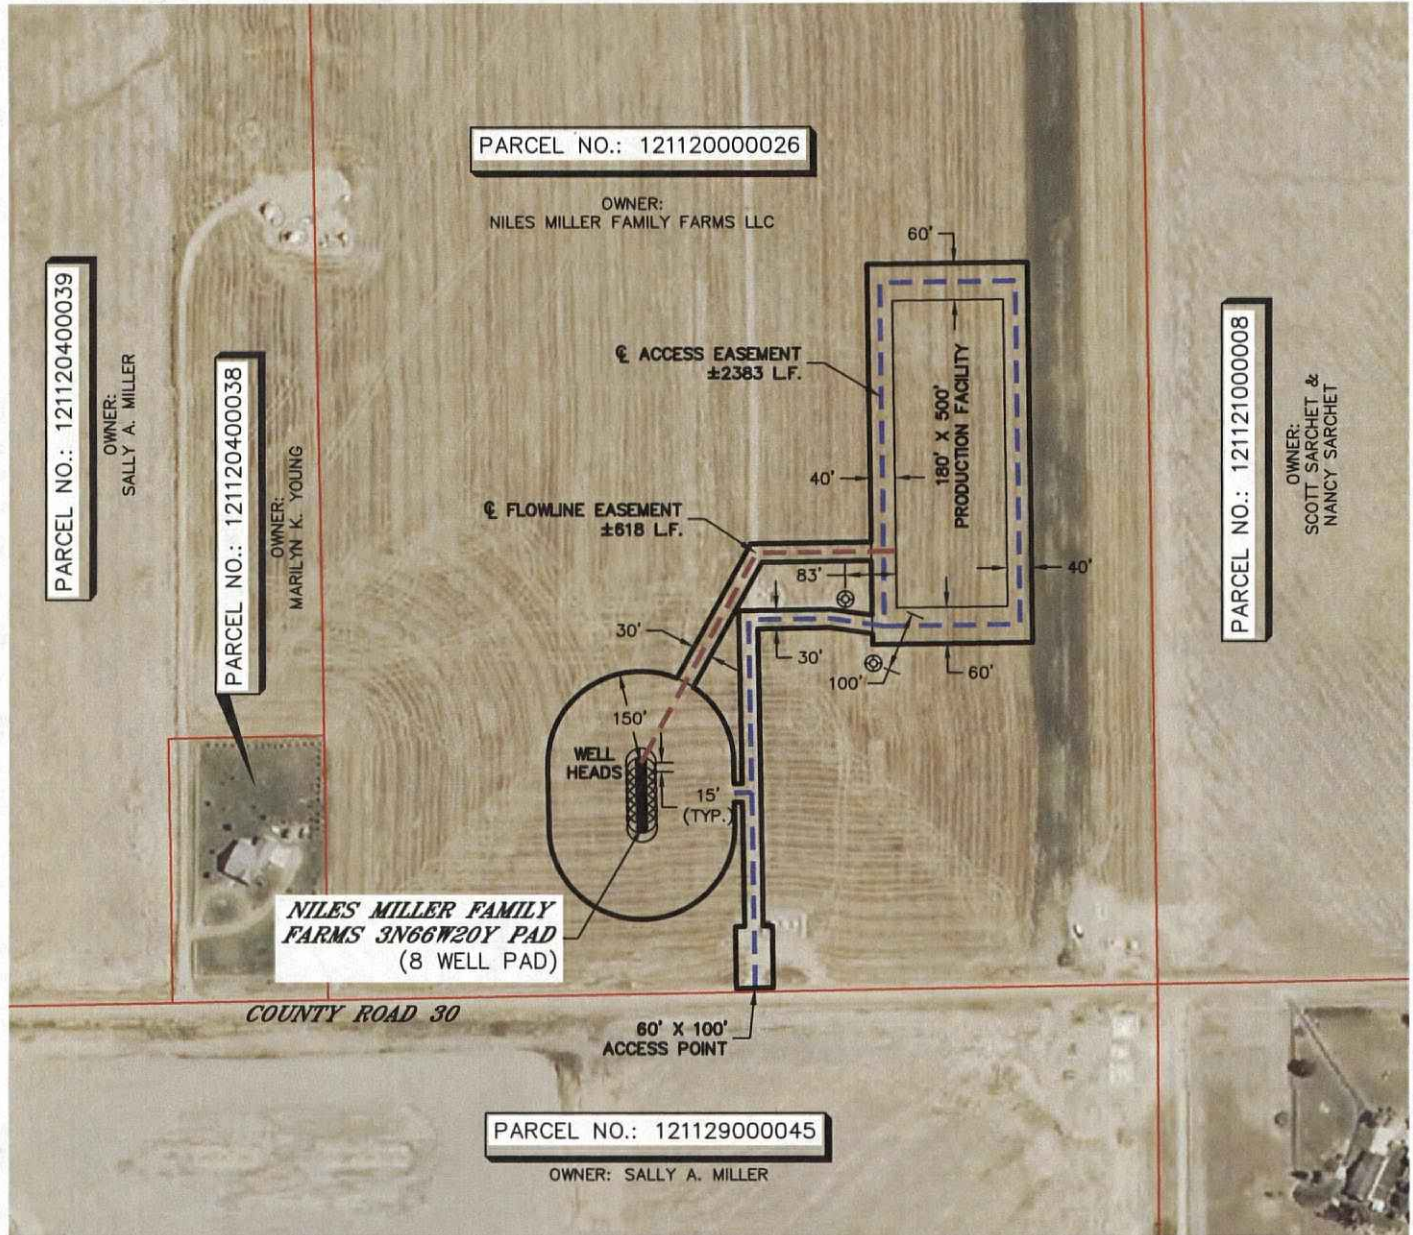 PARCEL NO.: 121120000026
OWNER:
NILES MILLER FAMILY FARMS LLC
60'
PARCEL NO.: 121120400039
OWNER:
SALLY A. MILLER
PARCEL NO.: 121120400038
OWNER:
MARILYN K. YOUNG
℄ ACCESS EASEMENT
±2383 L.F.
180' X 500'
PRODUCTION FACILITY
PARCEL NO.: 121121000008
OWNER:
SCOTT SARCHET &
NANCY SARCHET
40'
℄ FLOWLINE EASEMENT
±618 L.F.
83'
40'
30'
30'
100'
60'
150'
WELL
HEADS
15'
(TYP.)
NILES MILLER FAMILY
FARMS 3N66W20Y PAD
(8 WELL PAD)
COUNTY ROAD 30
60' X 100'
ACCESS POINT
PARCEL NO.: 121129000045
OWNER: SALLY A. MILLER